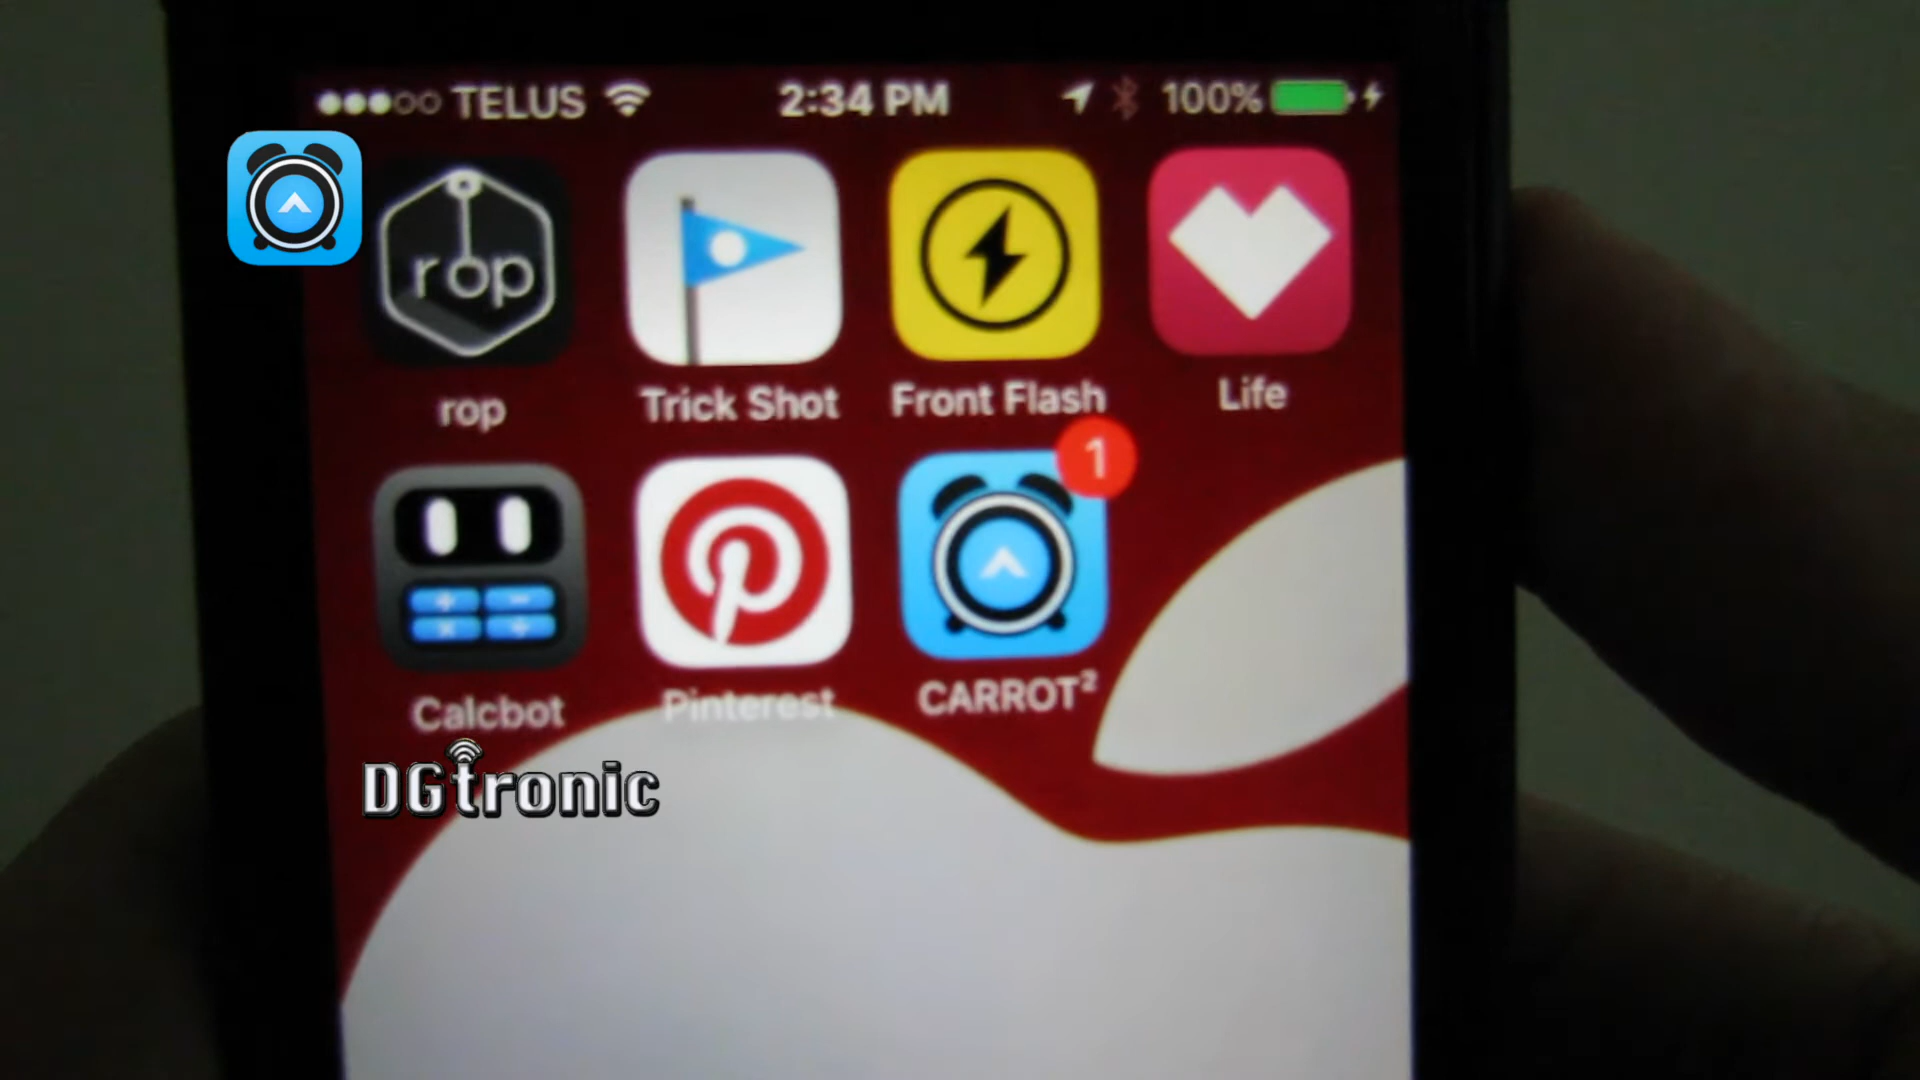 TELUS 2:34 PM 100%
rop
rop Trick Shot Front Flash Life
1
Calcbot Pinterest CARROT²
DGtronic